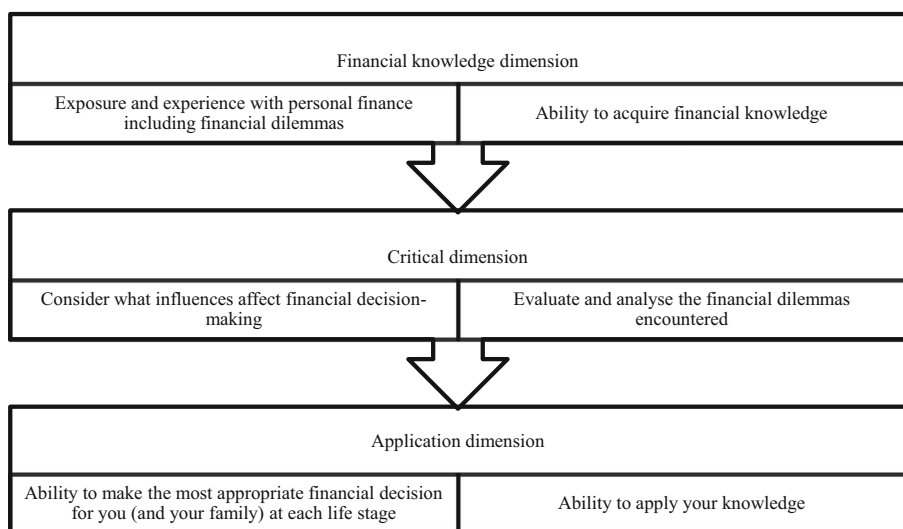 Financial knowledge dimension
Exposure and experience with personal finance
including financial dilemmas
Ability to acquire financial knowledge
Critical dimension
Consider what influences affect financial decision-
making
Evaluate and analyse the financial dilemmas
encountered
Application dimension
Ability to make the most appropriate financial decision
for you (and your family) at each life stage
Ability to apply your knowledge